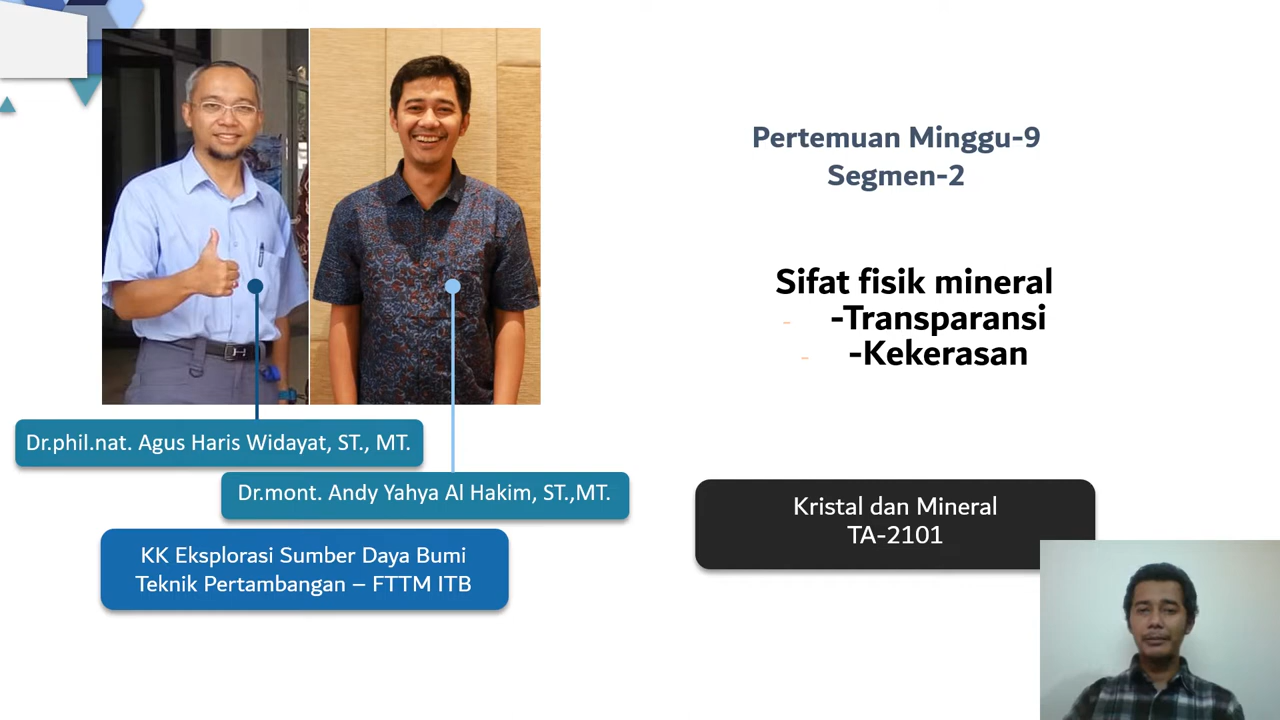 Pertemuan Minggu-9
Segmen-2
Sifat fisik mineral
-Transparansi
-Kekerasan
Dr.phil.nat. Agus Haris Widayat, ST., MT.
Dr.mont. Andy Yahya Al Hakim, ST.,MT.
KK Eksplorasi Sumber Daya Bumi
Teknik Pertambangan – FTTM ITB
Kristal dan Mineral
TA-2101